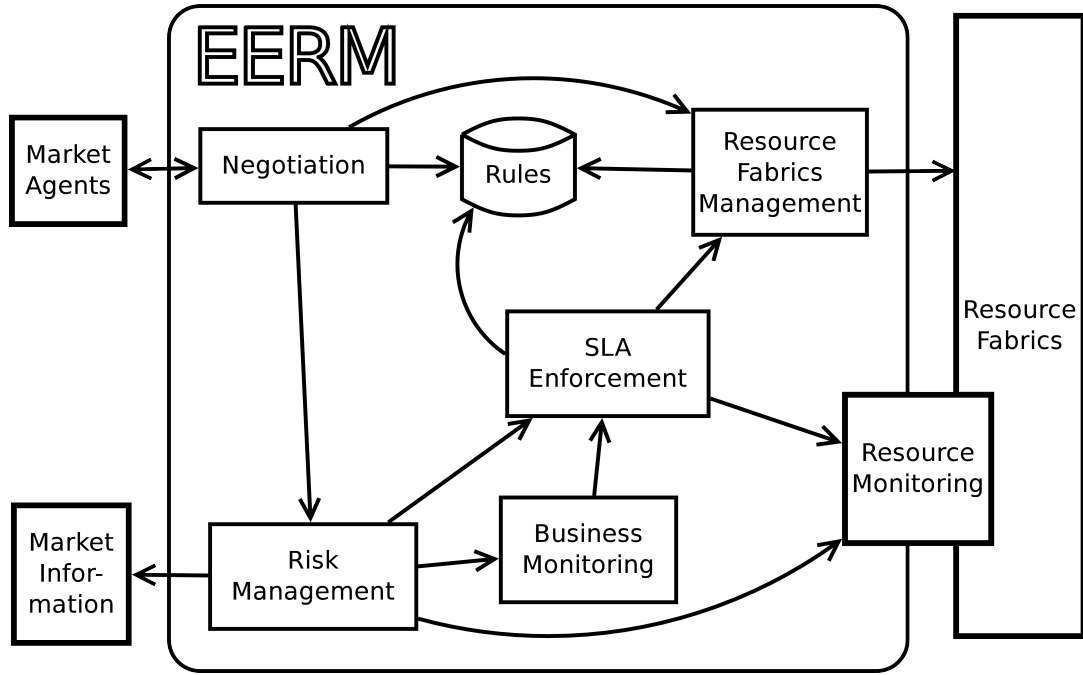 EERM
Market
Agents
Negotiation
Rules
Resource
Fabrics
Management
Resource
Fabrics
SLA
Enforcement
Resource
Monitoring
Market
Infor-
mation
Risk
Management
Business
Monitoring